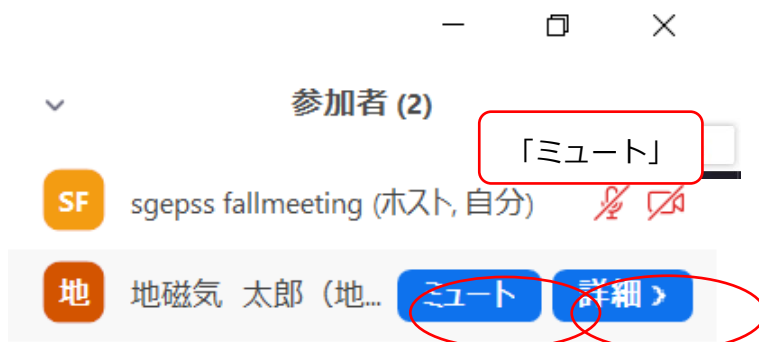 参加者 (2)
「ミュート」
SF sgepss fallmeeting (ホスト, 自分)
地 地磁気 太郎（地... ミュート 詳細 >